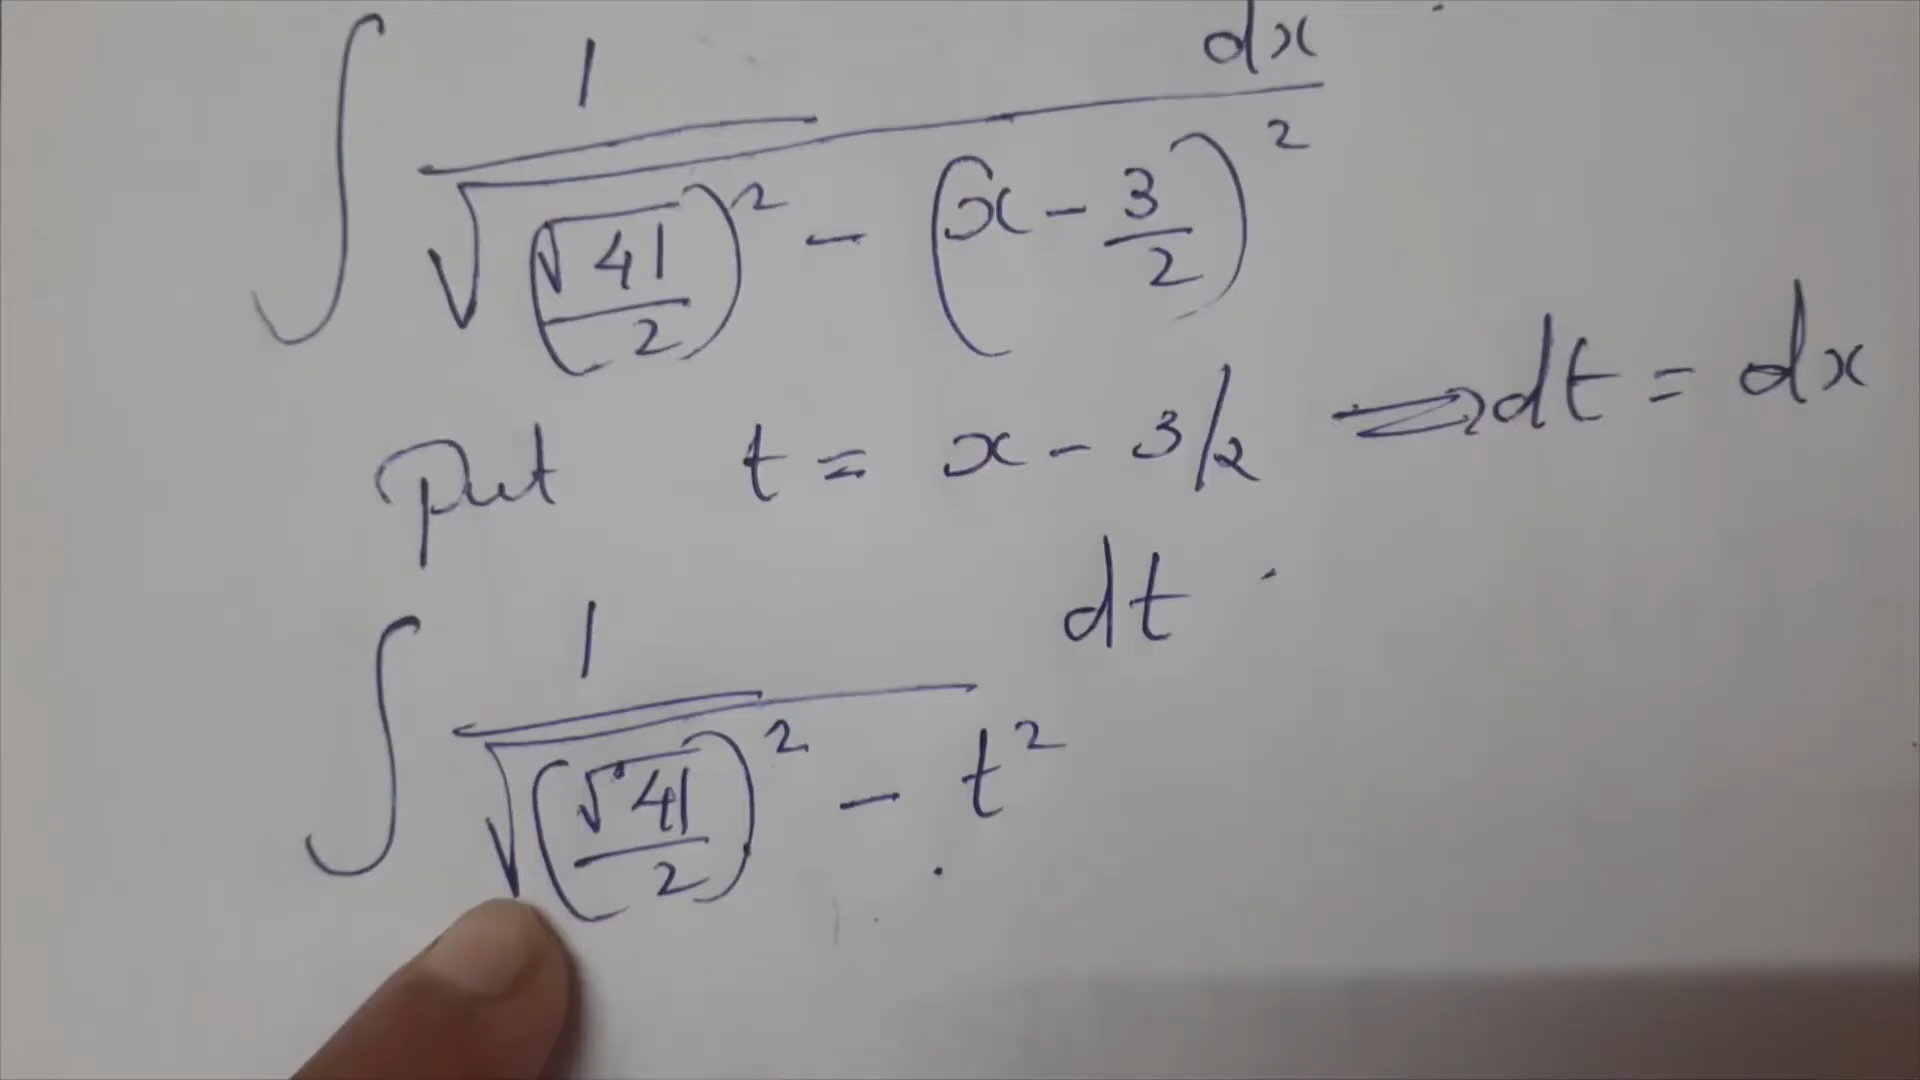 ∫ 1/√((√41/2)² - (x - 3/2)²) dx
Put t = x - 3/2 ⇒ dt = dx
∫ 1/√((√41/2)² - t²) dt